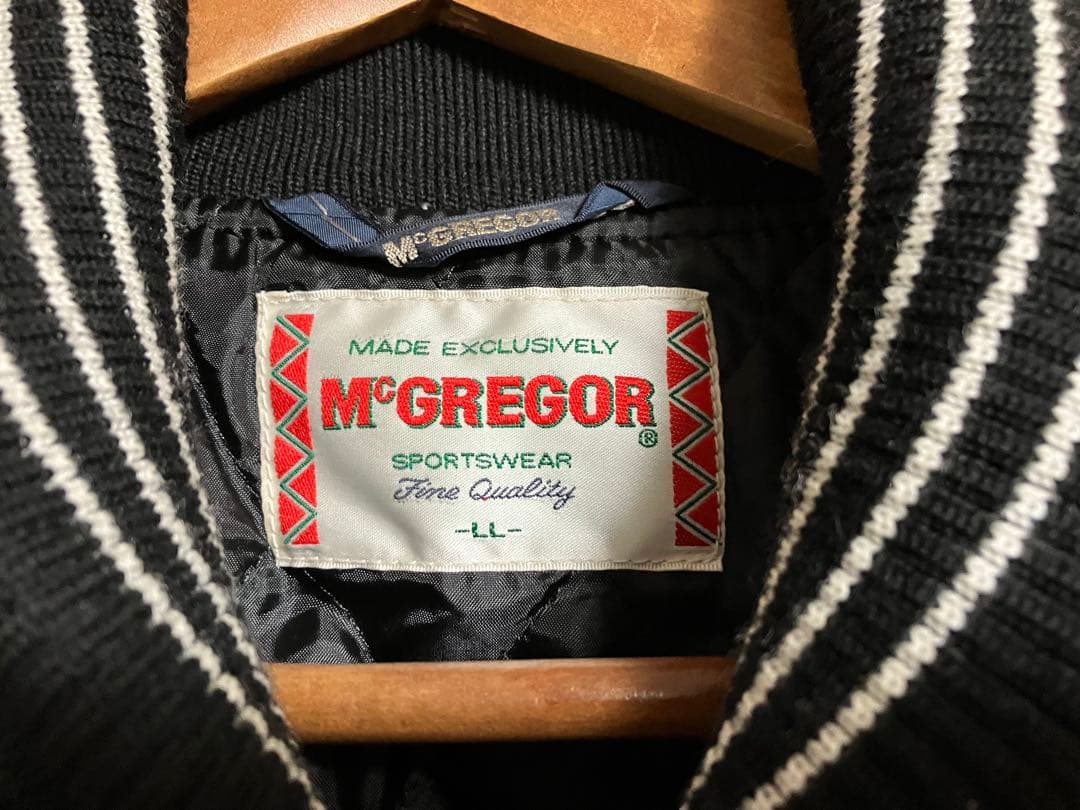 McGREGOR
MADE EXCLUSIVELY
McGREGOR®
SPORTSWEAR
Fine Quality
-LL-